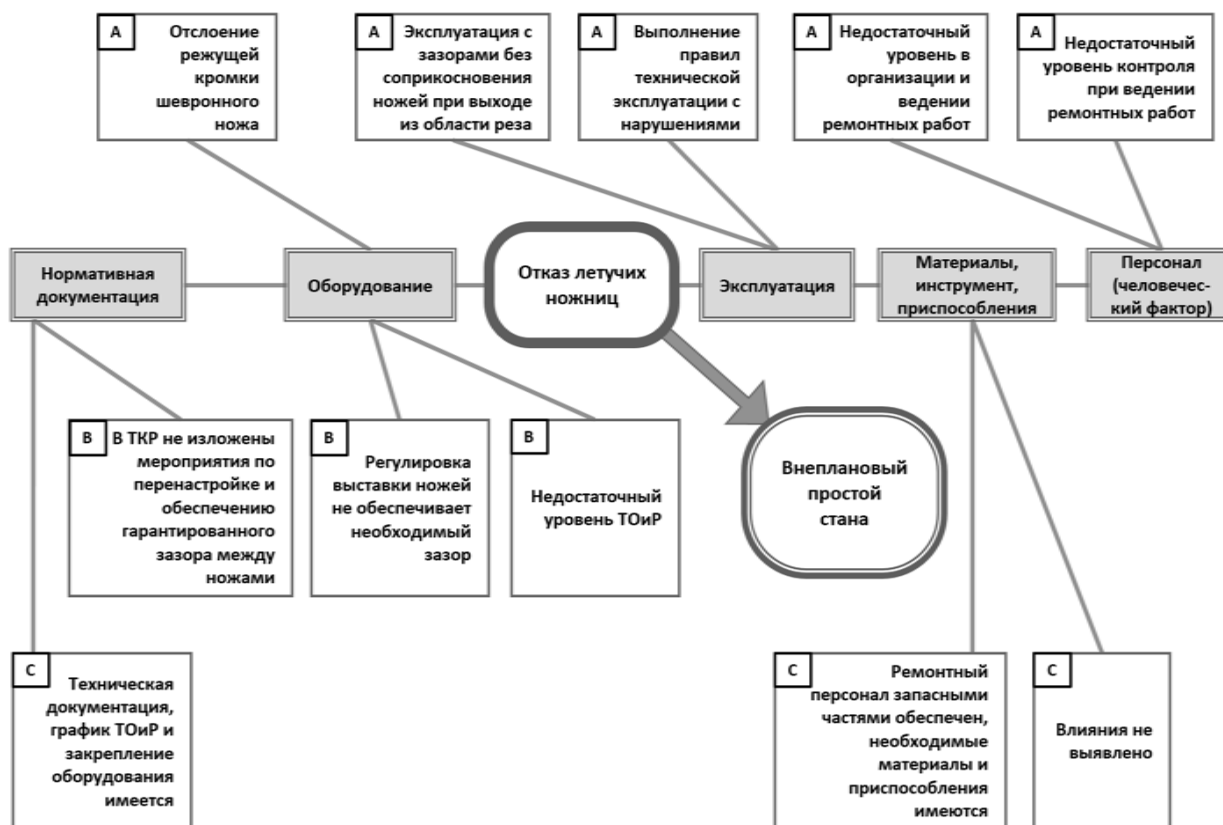 A
Отслоение
режущей
кромки
шевронного
ножа
A
Эксплуатация с
зазорами без
соприкосновения
ножей при выходе
из области реза
A
Выполнение
правил
технической
эксплуатации с
нарушениями
A
Недостаточный
уровень в
организации и
ведении
ремонтных работ
A
Недостаточный
уровень контроля
при ведении
ремонтных работ
Нормативная
документация
Оборудование
Отказ летучих
ножниц
Эксплуатация
Материалы,
инструмент,
приспособления
Персонал
(человечес-
кий фактор)
B
В ТКР не изложены
мероприятия по
перенастройке и
обеспечению
гарантированного
зазора между
ножами
B
Регулировка
выставки ножей
не обеспечивает
необходимый
зазор
B
Недостаточный
уровень ТОиР
Внеплановый
простой
стана
C
Техническая
документация,
график ТОиР и
закрепление
оборудования
имеется
C
Ремонтный
персонал запасными
частями обеспечен,
необходимые
материалы и
приспособления
имеются
C
Влияния не
выявлено